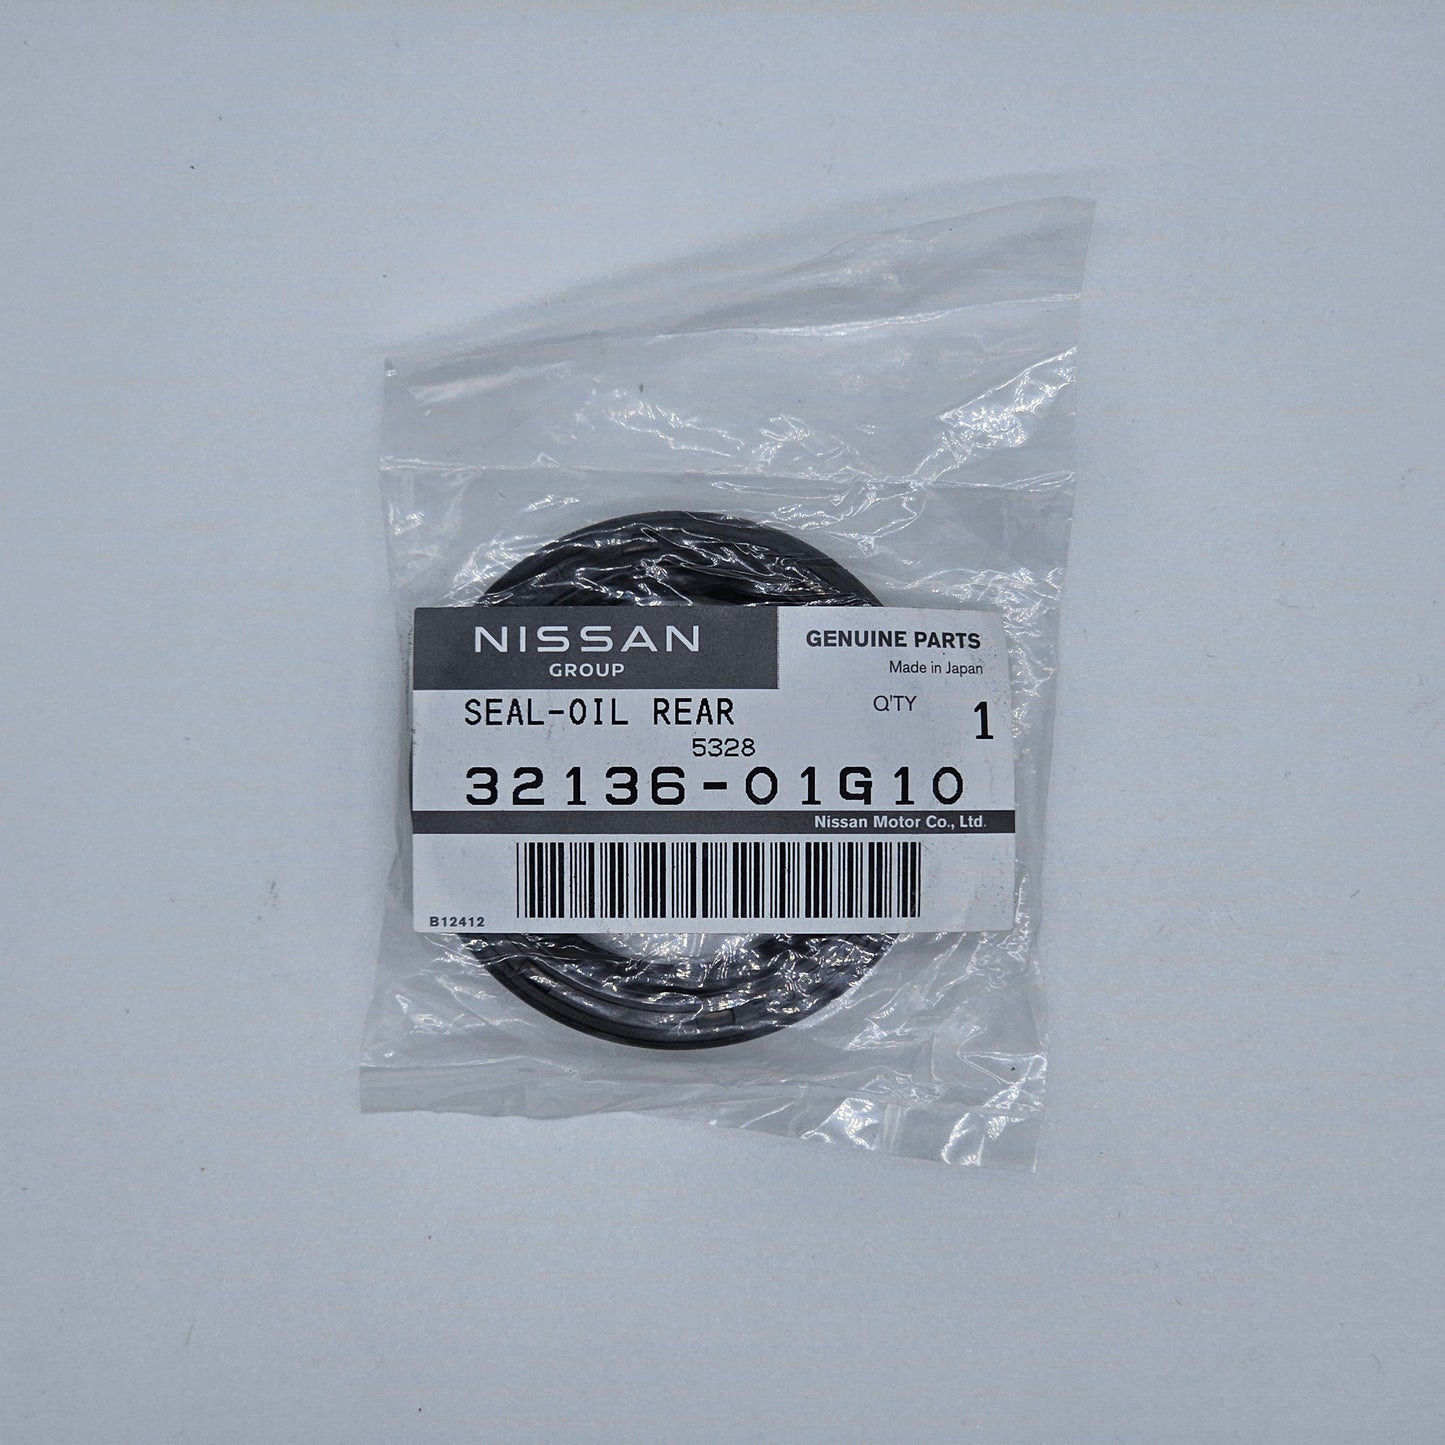 NISSAN
GROUP
GENUINE PARTS
Made in Japan
SEAL-OIL REAR
Q'TY 1
5328
32136-01G10
Nissan Motor Co., Ltd.
B12412